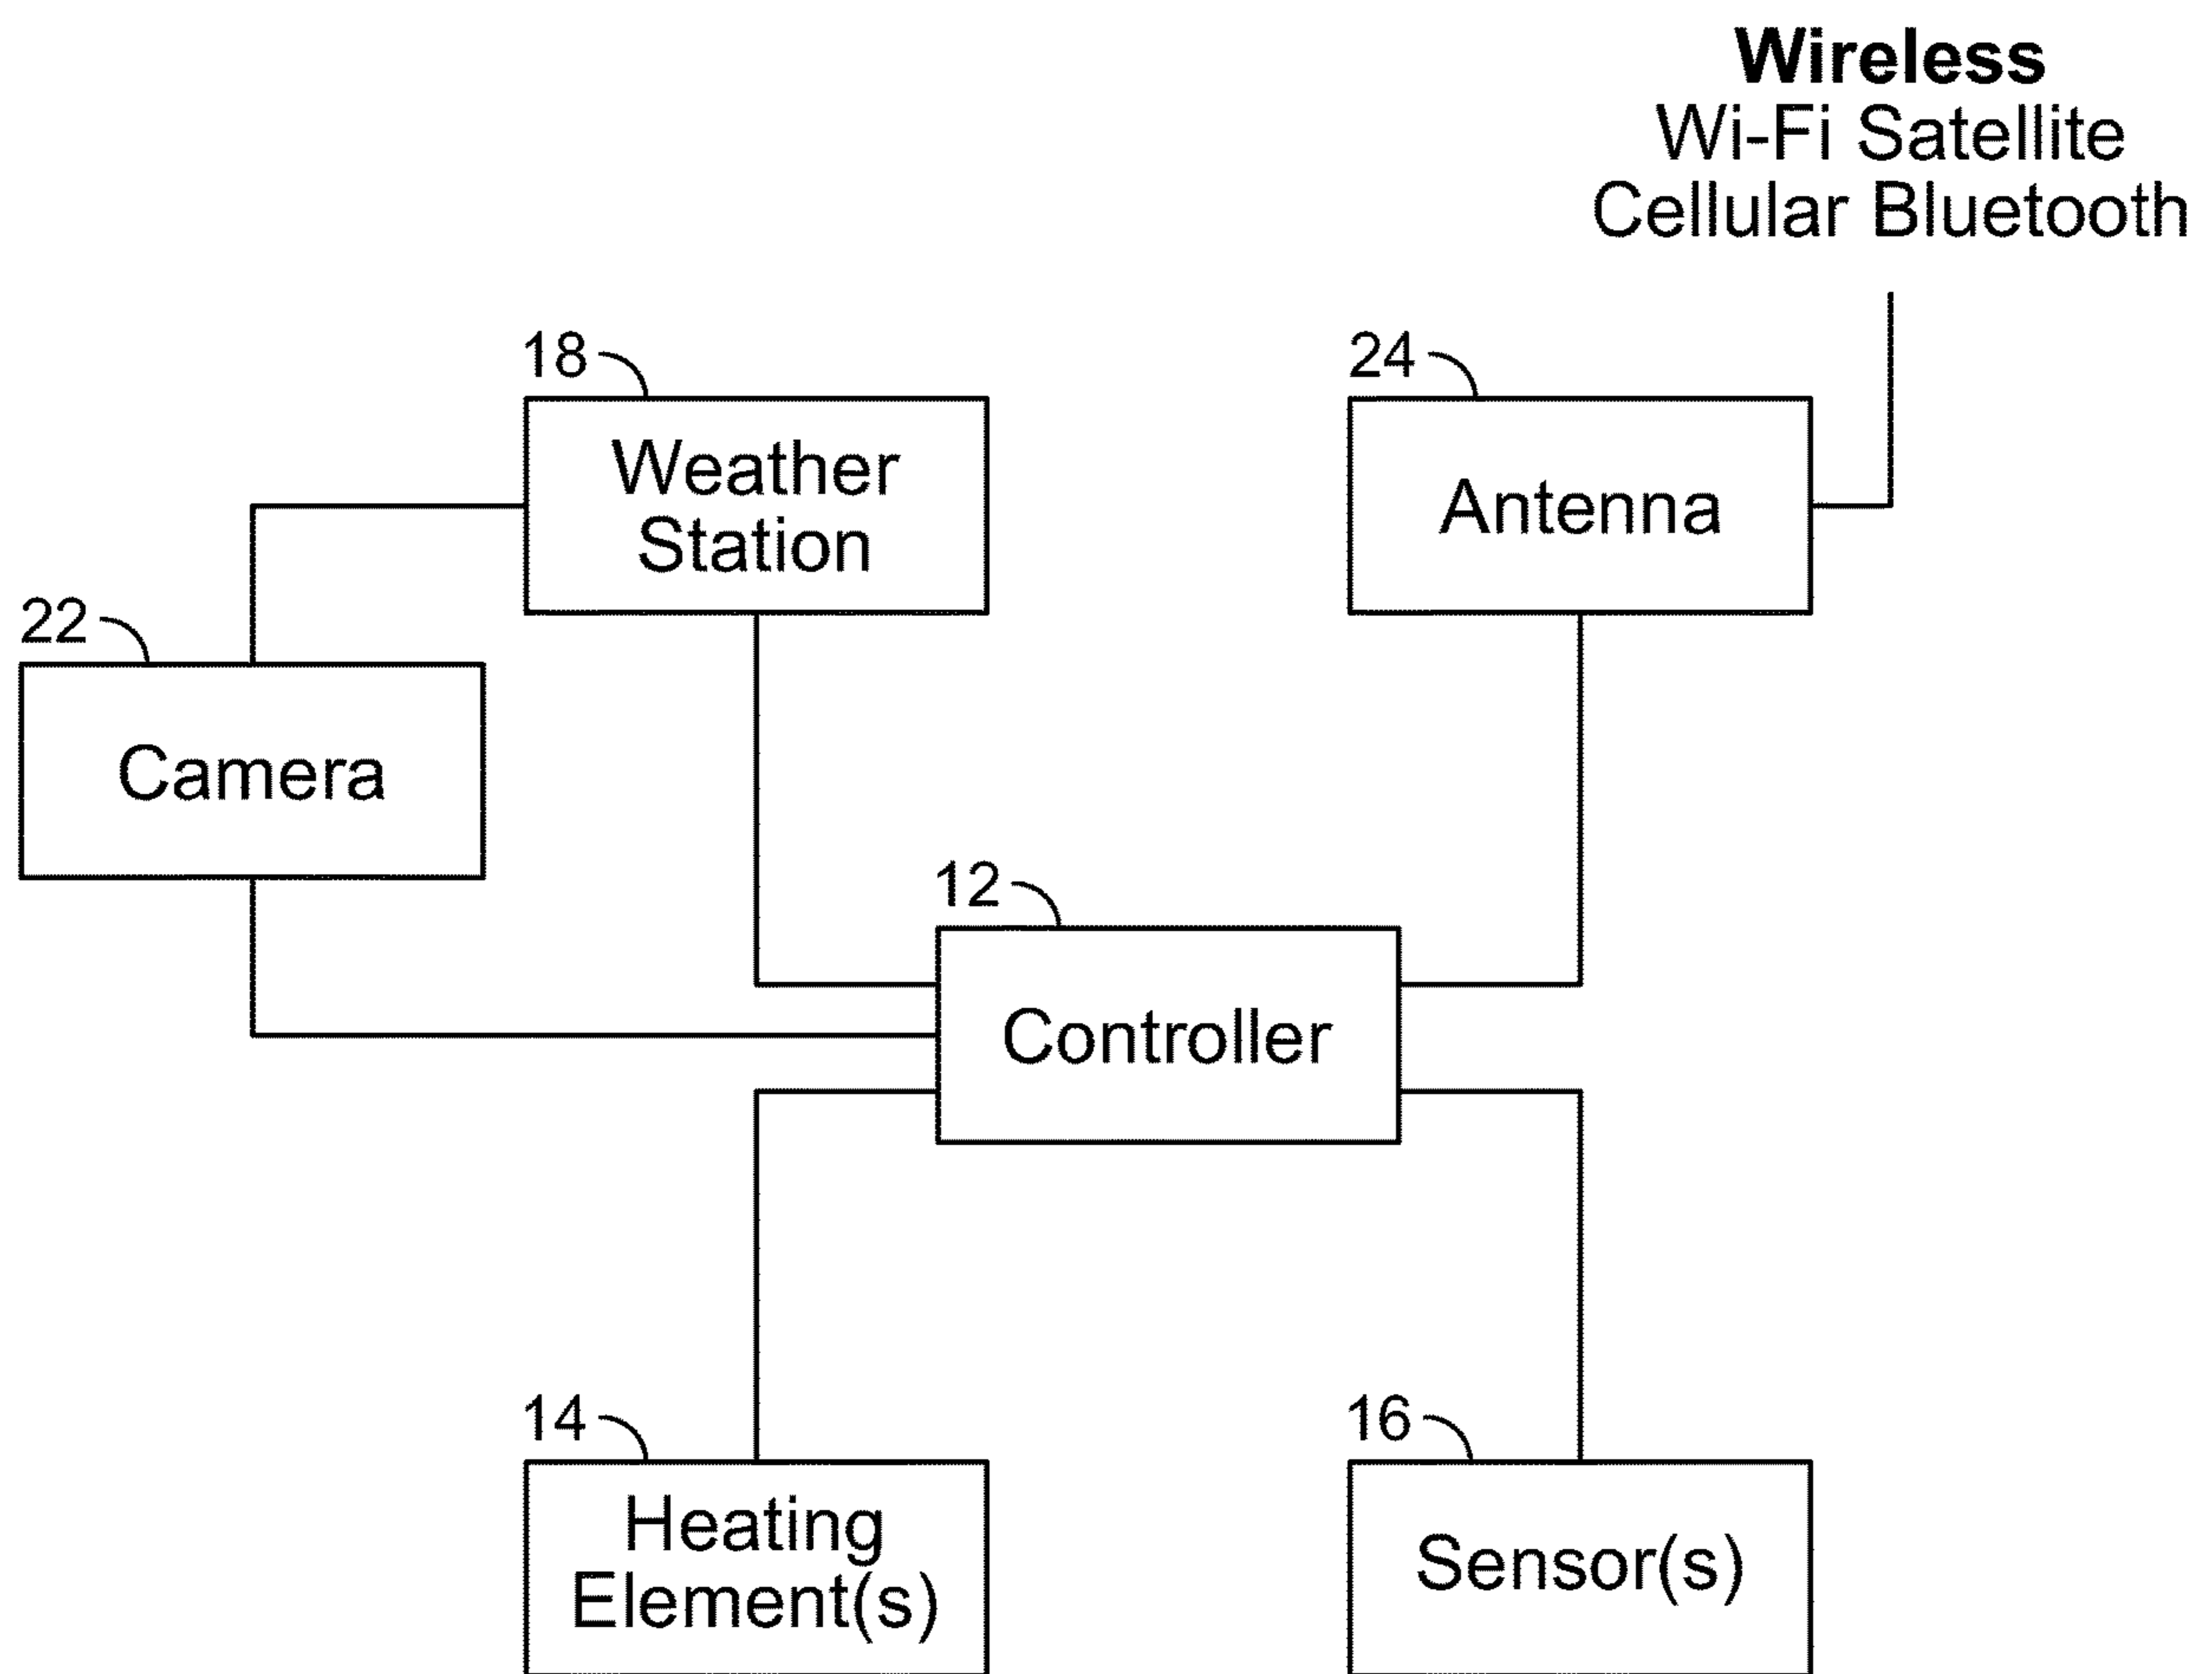 Wireless
Wi-Fi Satellite
Cellular Bluetooth
18
24
Weather
Station
Antenna
22
Camera
12
Controller
14
16
Heating
Element(s)
Sensor(s)